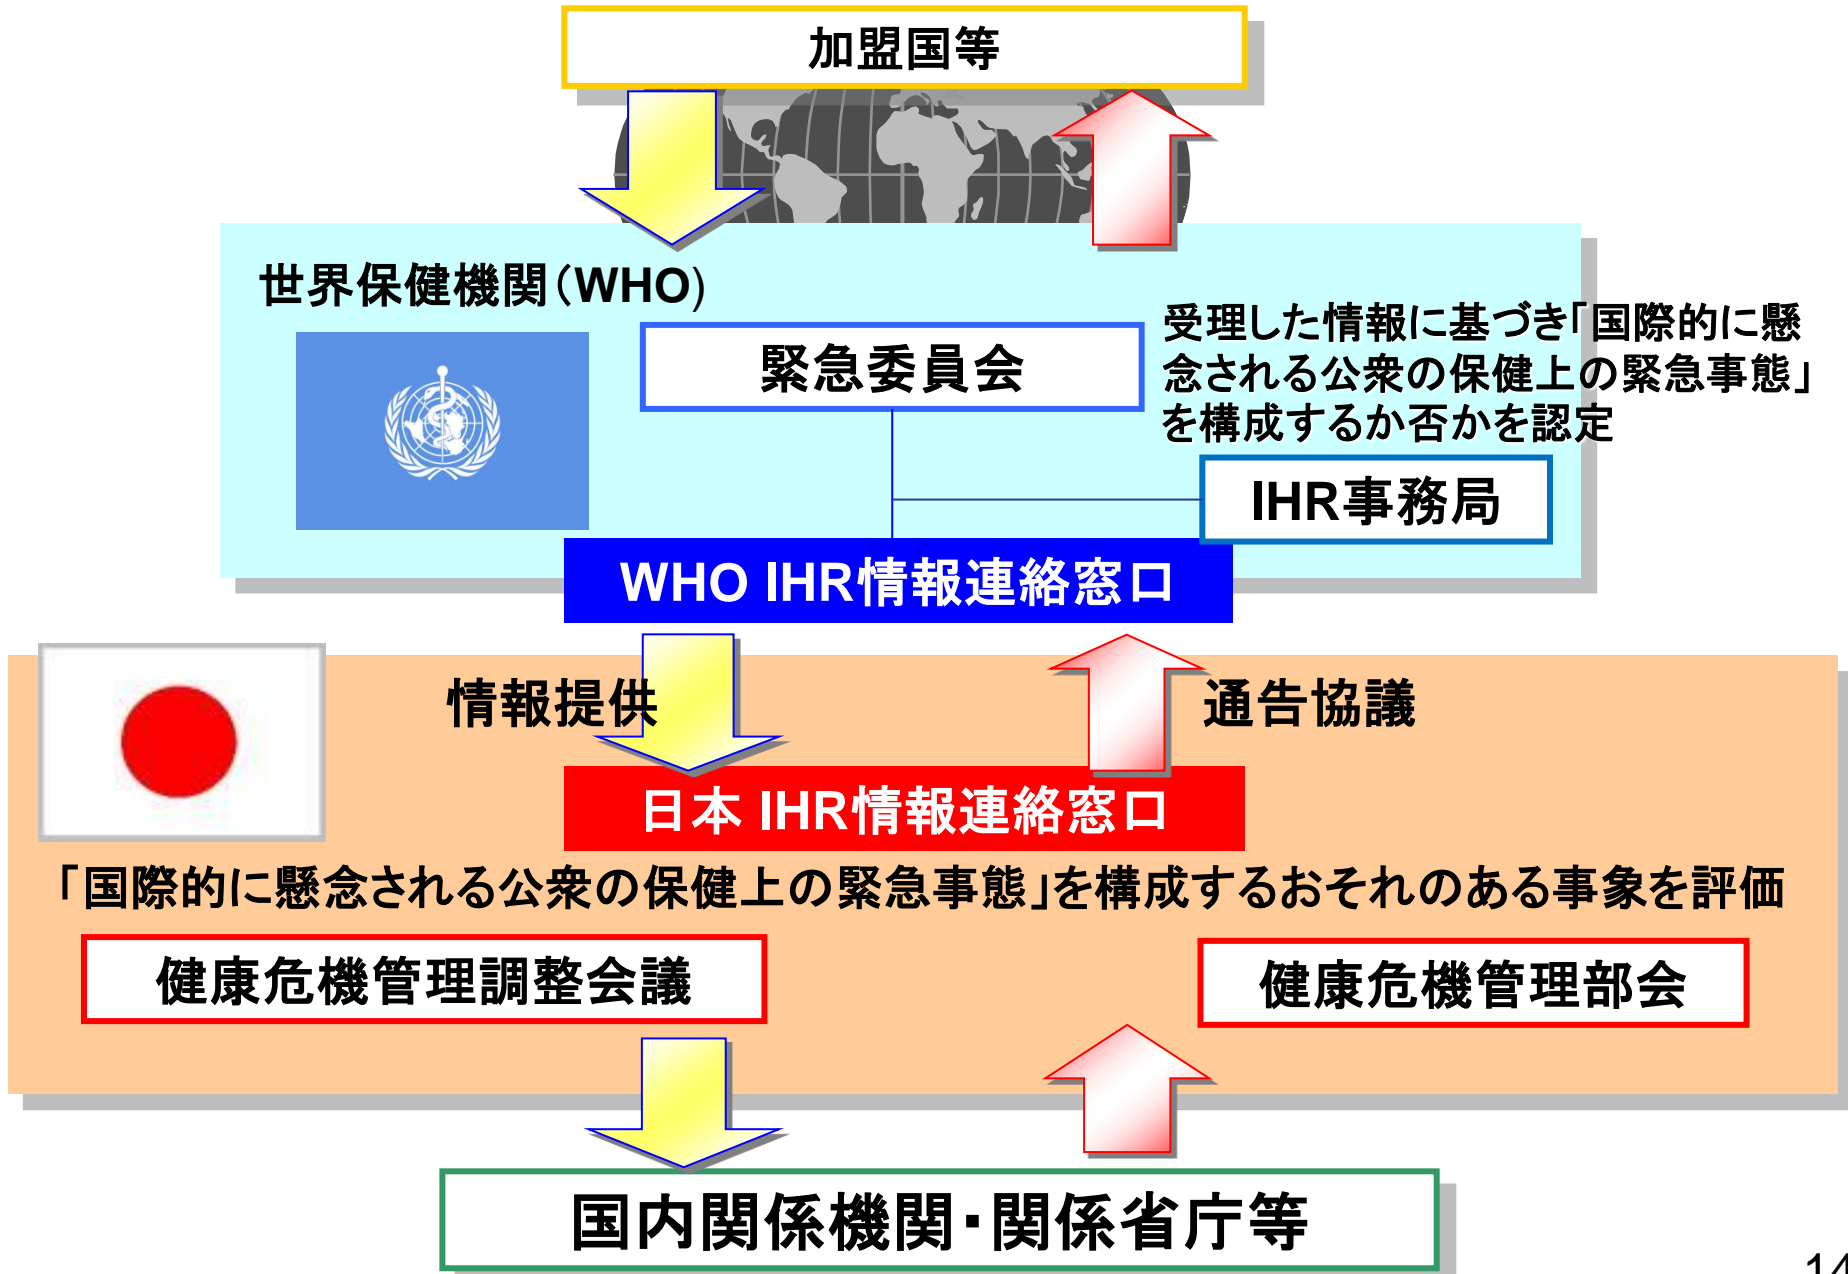 加盟国等
世界保健機関（WHO)
緊急委員会
受理した情報に基づき「国際的に懸
念される公衆の保健上の緊急事態」
を構成するか否かを認定
IHR事務局
WHO IHR情報連絡窓口
情報提供
通告協議
日本 IHR情報連絡窓口
「国際的に懸念される公衆の保健上の緊急事態」を構成するおそれのある事象を評価
健康危機管理調整会議
健康危機管理部会
国内関係機関・関係省庁等
14